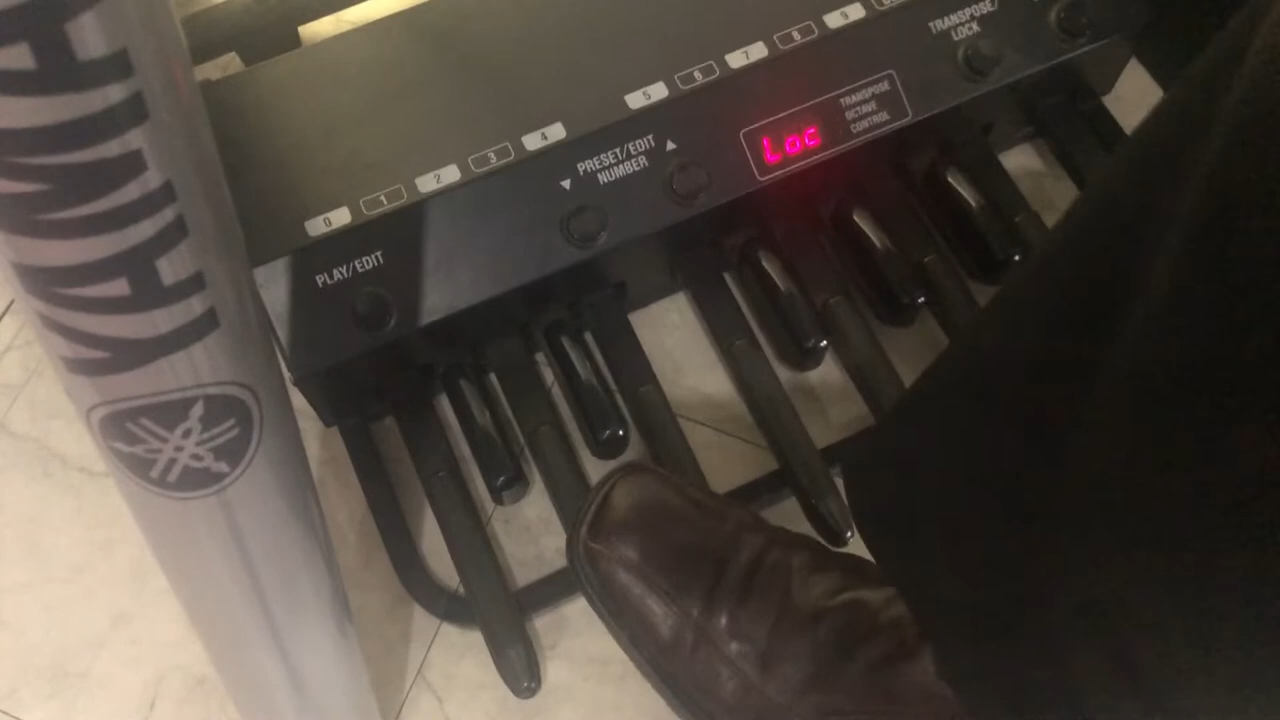 YAMAHA
0 1 2 3 4 5 6 7 8 9
PLAY/EDIT
PRESET/EDIT
NUMBER
Loc
TRANSPOSE
OCTAVE
CONTROL
TRANSPOSE/
LOCK